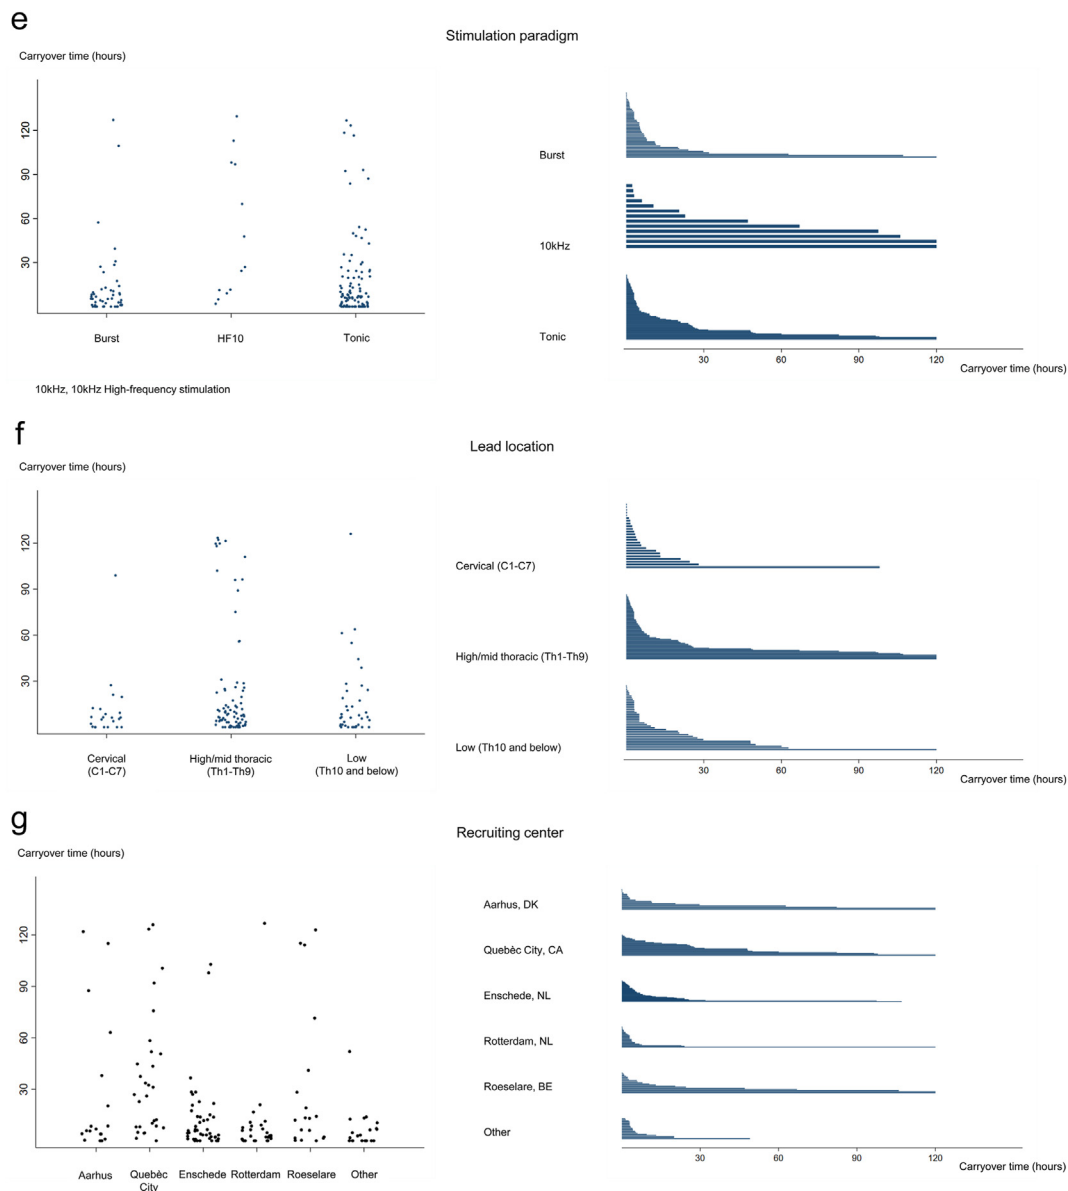 e
Stimulation paradigm
Carryover time (hours)
120
90
60
30
Burst
HF10
Tonic
Burst
10kHz
Tonic
30
60
90
120
Carryover time (hours)
10kHz, 10kHz High-frequency stimulation
f
Lead location
Carryover time (hours)
120
90
60
30
Cervical
(C1-C7)
High/mid thoracic
(Th1-Th9)
Low
(Th10 and below)
Cervical (C1-C7)
High/mid thoracic (Th1-Th9)
Low (Th10 and below)
30
60
90
120
Carryover time (hours)
g
Recruiting center
Carryover time (hours)
120
90
60
30
Aarhus
Quebèc
City
Enschede
Rotterdam
Roeselare
Other
Aarhus, DK
Quebèc City, CA
Enschede, NL
Rotterdam, NL
Roeselare, BE
Other
30
60
90
120
Carryover time (hours)